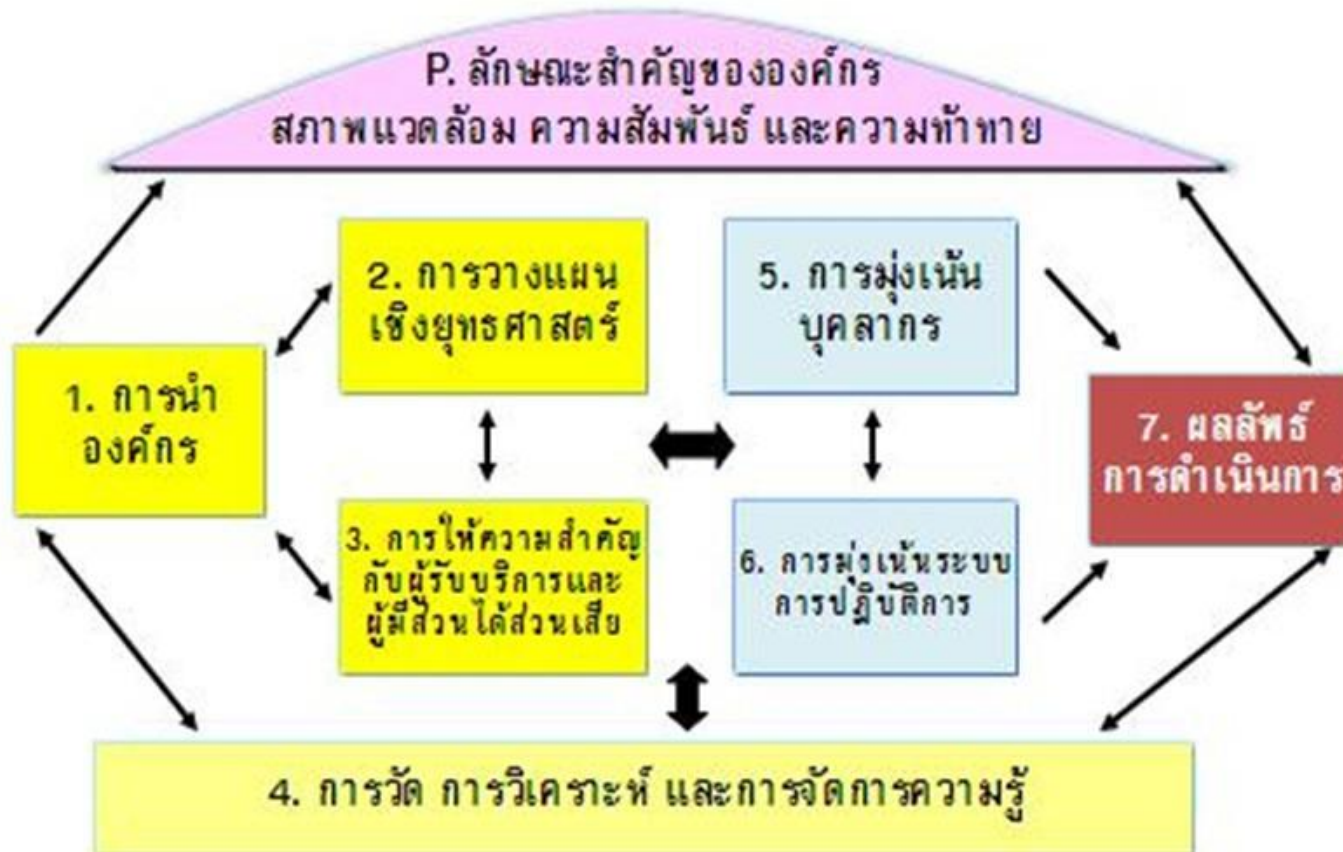 P. ลักษณะสำคัญขององค์กร
สภาพแวดล้อม ความสัมพันธ์ และความท้าทาย
2. การวางแผน
เชิงยุทธศาสตร์
5. การมุ่งเน้น
บุคลากร
1. การนำ
องค์กร
7. ผลลัพธ์
การดำเนินการ
3. การให้ความสำคัญ
กับผู้รับบริการและ
ผู้มีส่วนได้ส่วนเสีย
6. การมุ่งเน้นระบบ
การปฏิบัติการ
4. การวัด การวิเคราะห์ และการจัดการความรู้